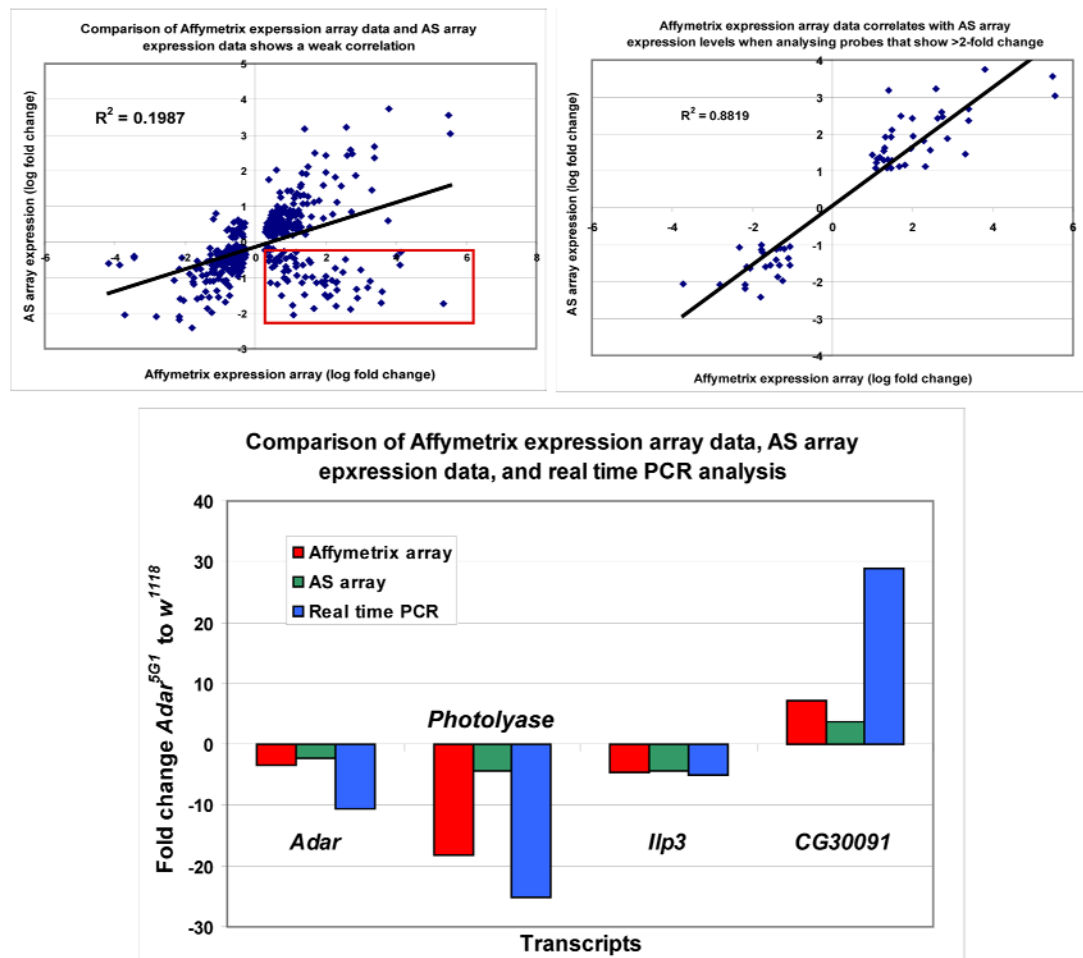 Comparison of Affymetrix experssion array data and AS array
expression data shows a weak correlation
R² = 0.1987
AS array expression (log fold change)
5
4
3
2
1
0
-1
-2
-3
-6
-4
-2
0
2
4
6
8
Affymetrix expression array (log fold change)
Affymetrix expression array data correlates with AS array
expression levels when analysing probes that show >2-fold change
R² = 0.8819
AS array expression (log fold change)
4
3
2
1
0
-1
-2
-3
-4
-6
-4
-2
0
2
4
6
Affymetrix expression array (log fold change)
Comparison of Affymetrix expression array data, AS array
epxression data, and real time PCR analysis
Affymetrix array
AS array
Real time PCR
Fold change Adar⁵ᴳ¹ to w¹¹¹⁸
40
30
20
10
0
-10
-20
-30
Adar
Photolyase
Ilp3
CG30091
Transcripts